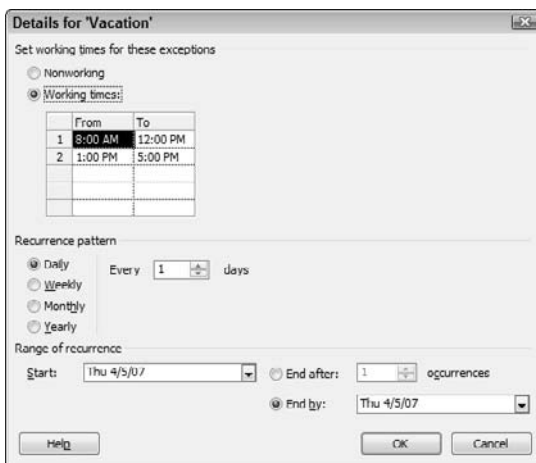 Details for 'Vacation'
Set working times for these exceptions
Nonworking
Working times:
From To
1 8:00 AM 12:00 PM
2 1:00 PM 5:00 PM
Recurrence pattern
Daily Every 1 days
Weekly
Monthly
Yearly
Range of recurrence
Start: Thu 4/5/07 End after: 1 occurrences
End by: Thu 4/5/07
Help OK Cancel